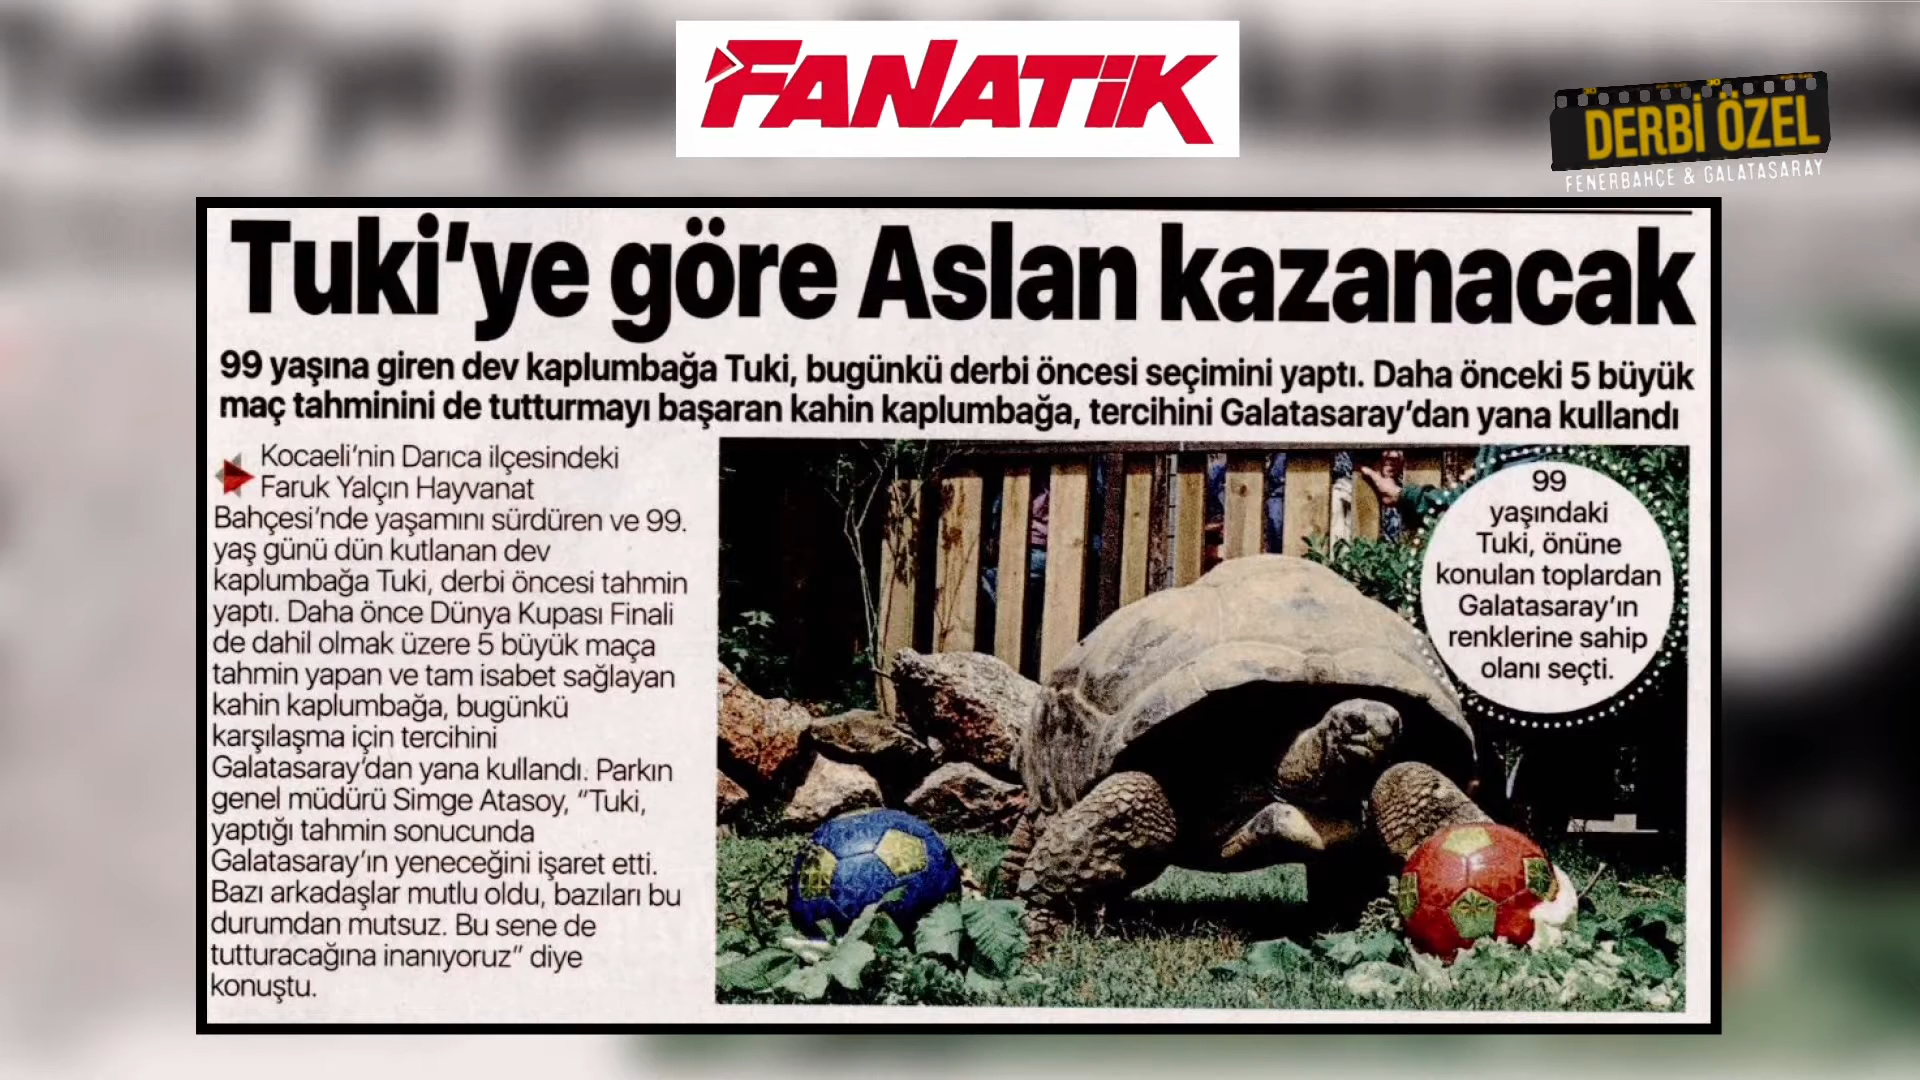 FANATiK
DERBİ ÖZEL
FENERBAHÇE & GALATASARAY
Tuki'ye göre Aslan kazanacak
99 yaşına giren dev kaplumbağa Tuki, bugünkü derbi öncesi seçimini yaptı. Daha önceki 5 büyük
maç tahminini de tutturmayı başaran kahin kaplumbağa, tercihini Galatasaray'dan yana kullandı
Kocaeli'nin Darıca ilçesindeki
Faruk Yalçın Hayvanat
Bahçesi'nde yaşamını sürdüren ve 99.
yaş günü dün kutlanan dev
kaplumbağa Tuki, derbi öncesi tahmin
yaptı. Daha önce Dünya Kupası Finali
de dahil olmak üzere 5 büyük maça
tahmin yapan ve tam isabet sağlayan
kahin kaplumbağa, bugünkü
karşılaşma için tercihini
Galatasaray'dan yana kullandı. Parkın
genel müdürü Simge Atasoy, "Tuki,
yaptığı tahmin sonucunda
Galatasaray'ın yeneceğini işaret etti.
Bazı arkadaşlar mutlu oldu, bazıları bu
durumdan mutsuz. Bu sene de
tutturacağına inanıyoruz" diye
konuştu.
99
yaşındaki
Tuki, önüne
konulan toplardan
Galatasaray'ın
renklerine sahip
olanı seçti.